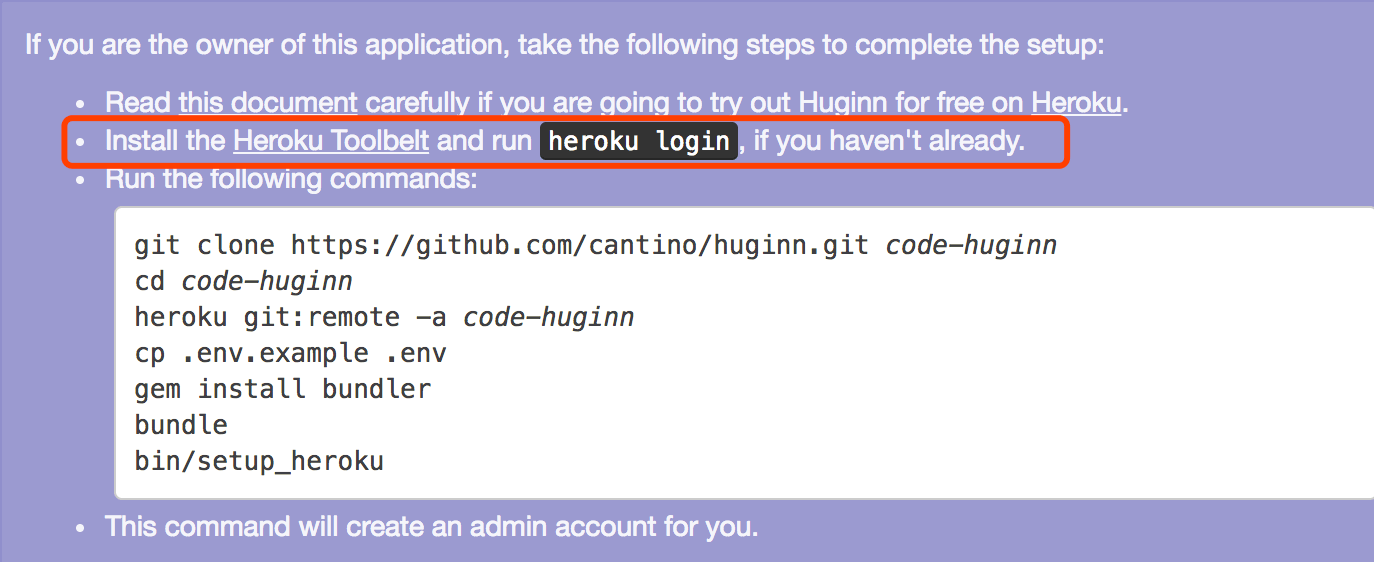 If you are the owner of this application, take the following steps to complete the setup:
• Read this document carefully if you are going to try out Huginn for free on Heroku.
• Install the Heroku Toolbelt and run heroku login, if you haven't already.
• Run the following commands:
git clone https://github.com/cantino/huginn.git code-huginn
cd code-huginn
heroku git:remote -a code-huginn
cp .env.example .env
gem install bundler
bundle
bin/setup_heroku
• This command will create an admin account for you.